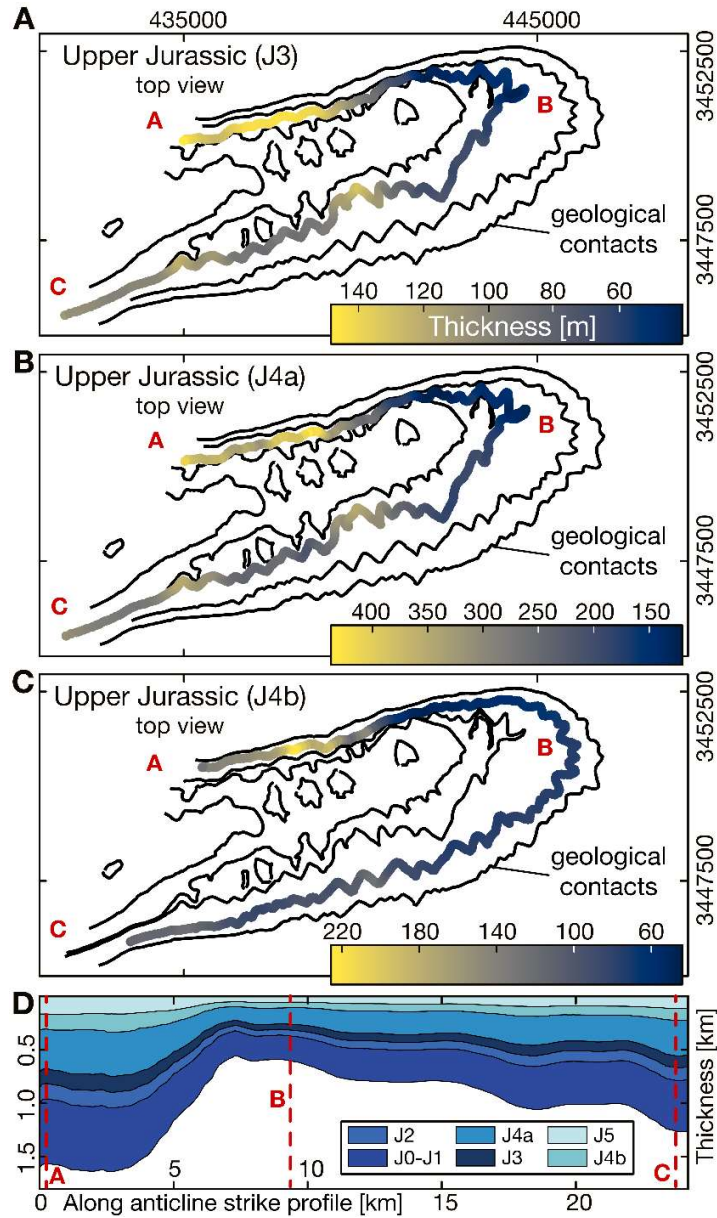 A
435000
445000
Upper Jurassic (J3)
top view
A
B
3452500
3447500
geological
contacts
C
140 120 100 80 60
Thickness [m]
B
Upper Jurassic (J4a)
top view
A
B
3452500
3447500
geological
contacts
C
400 350 300 250 200 150
C
Upper Jurassic (J4b)
top view
A
B
3452500
3447500
geological
contacts
C
220 180 140 100 60
D
0.5
1.0
1.5
Thickness [km]
B
A
C
J2 J4a J5
J0-J1 J3 J4b
0 5 10 15 20
Along anticline strike profile [km]